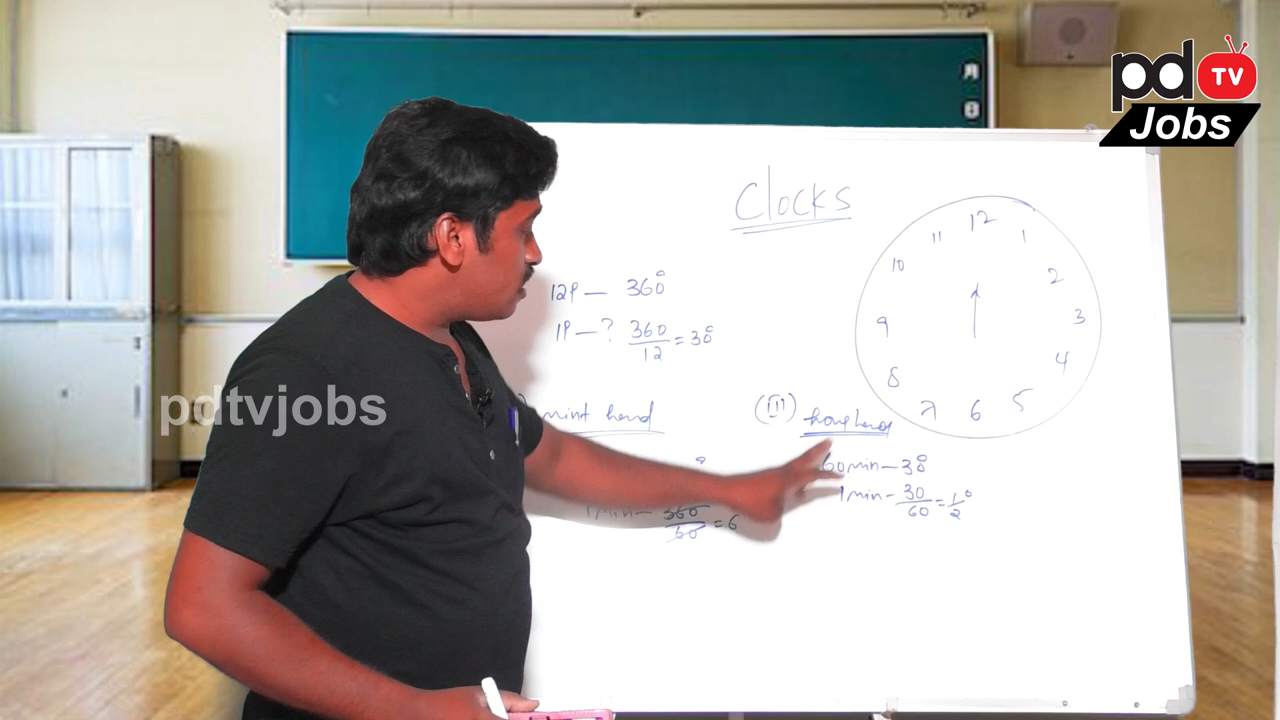 pd TV
Jobs
月
日
Clocks
12P — 360°
1P — ? 360/12 = 30°
12
11
1
10
2
9
3
8
4
7
6
5
pdtvjobs
mint hand
1min — 360/60 = 6
(III) hour hand
60min — 30°
1min — 30/60 = 1/2°